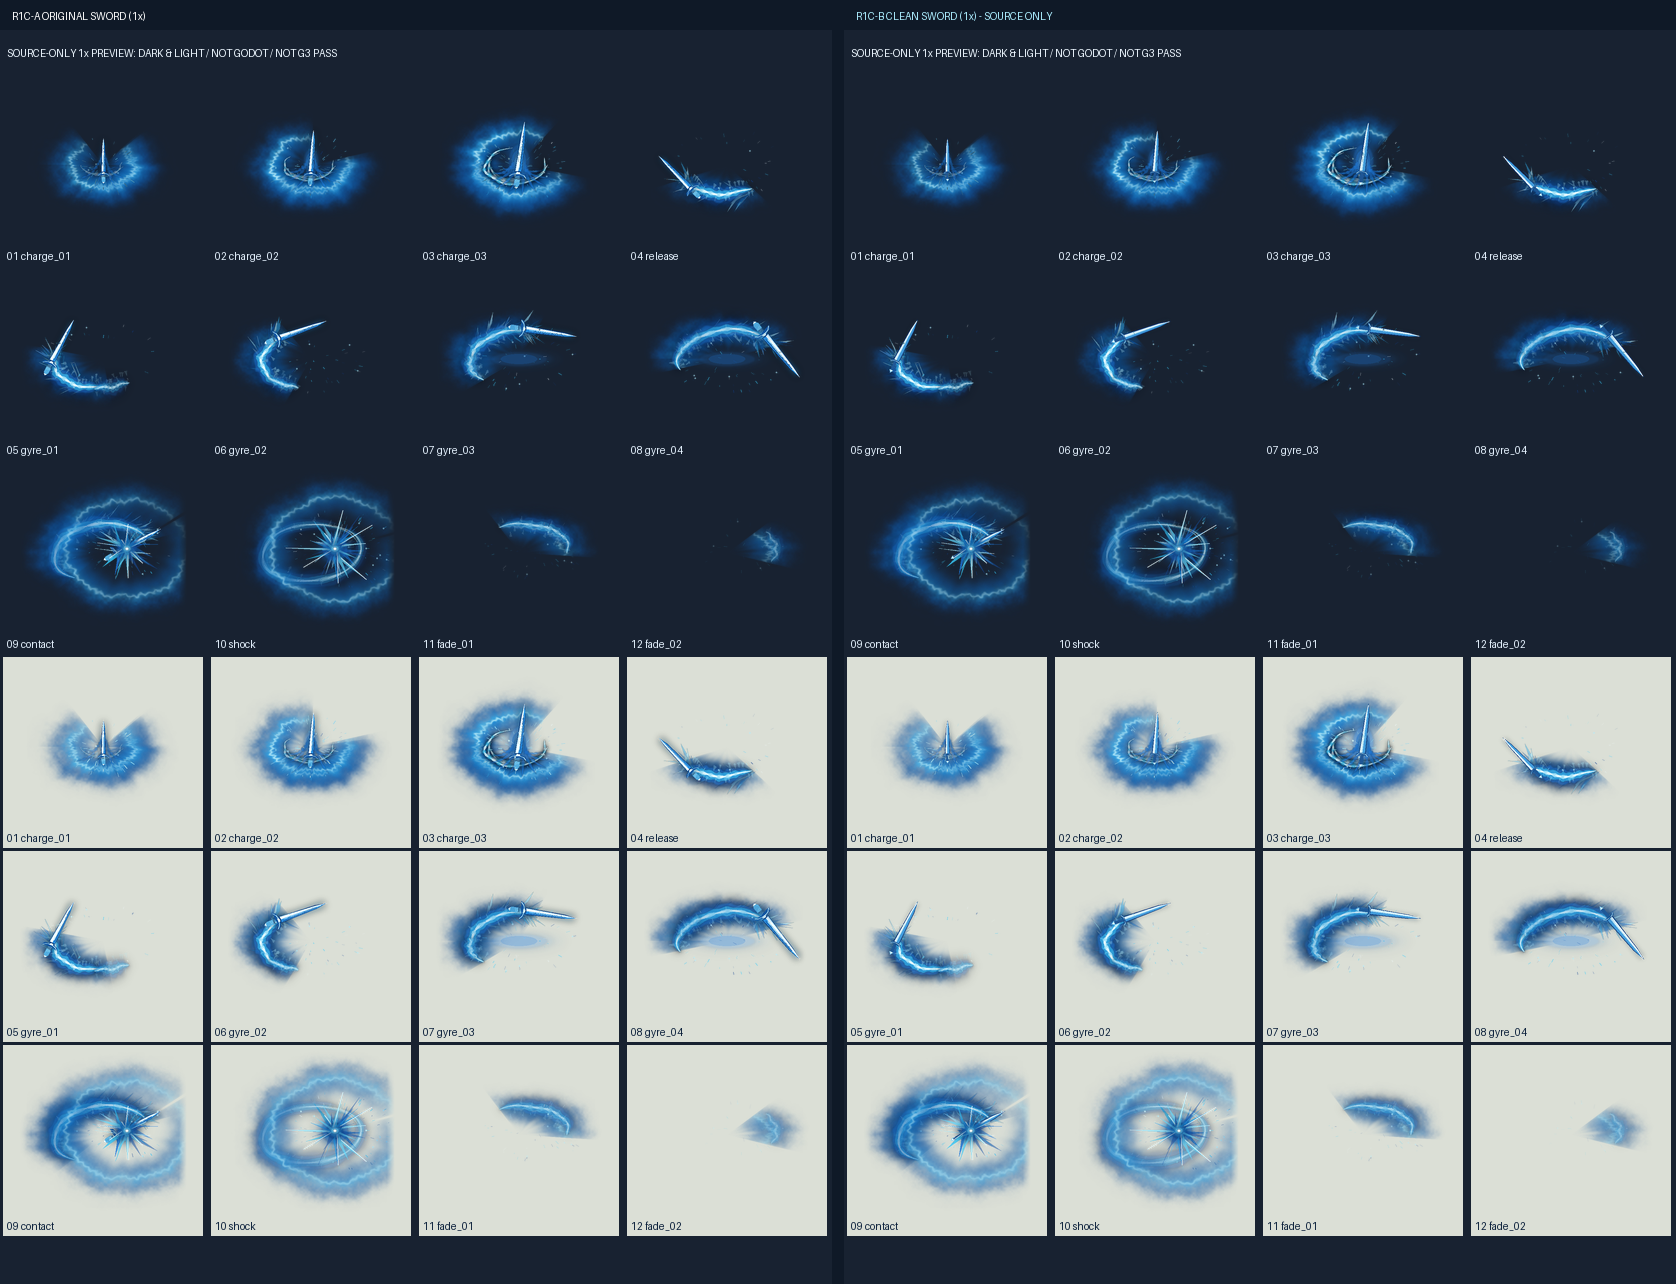 R1C-A ORIGINAL SWORD (1x)
R1C-B CLEAN SWORD (1x) - SOURCE ONLY
SOURCE-ONLY 1x PREVIEW: DARK & LIGHT / NOT GODOT / NOT G3 PASS
SOURCE-ONLY 1x PREVIEW: DARK & LIGHT / NOT GODOT / NOT G3 PASS
01 charge_01
02 charge_02
03 charge_03
04 release
01 charge_01
02 charge_02
03 charge_03
04 release
05 gyre_01
06 gyre_02
07 gyre_03
08 gyre_04
05 gyre_01
06 gyre_02
07 gyre_03
08 gyre_04
09 contact
10 shock
11 fade_01
12 fade_02
09 contact
10 shock
11 fade_01
12 fade_02
01 charge_01
02 charge_02
03 charge_03
04 release
01 charge_01
02 charge_02
03 charge_03
04 release
05 gyre_01
06 gyre_02
07 gyre_03
08 gyre_04
05 gyre_01
06 gyre_02
07 gyre_03
08 gyre_04
09 contact
10 shock
11 fade_01
12 fade_02
09 contact
10 shock
11 fade_01
12 fade_02